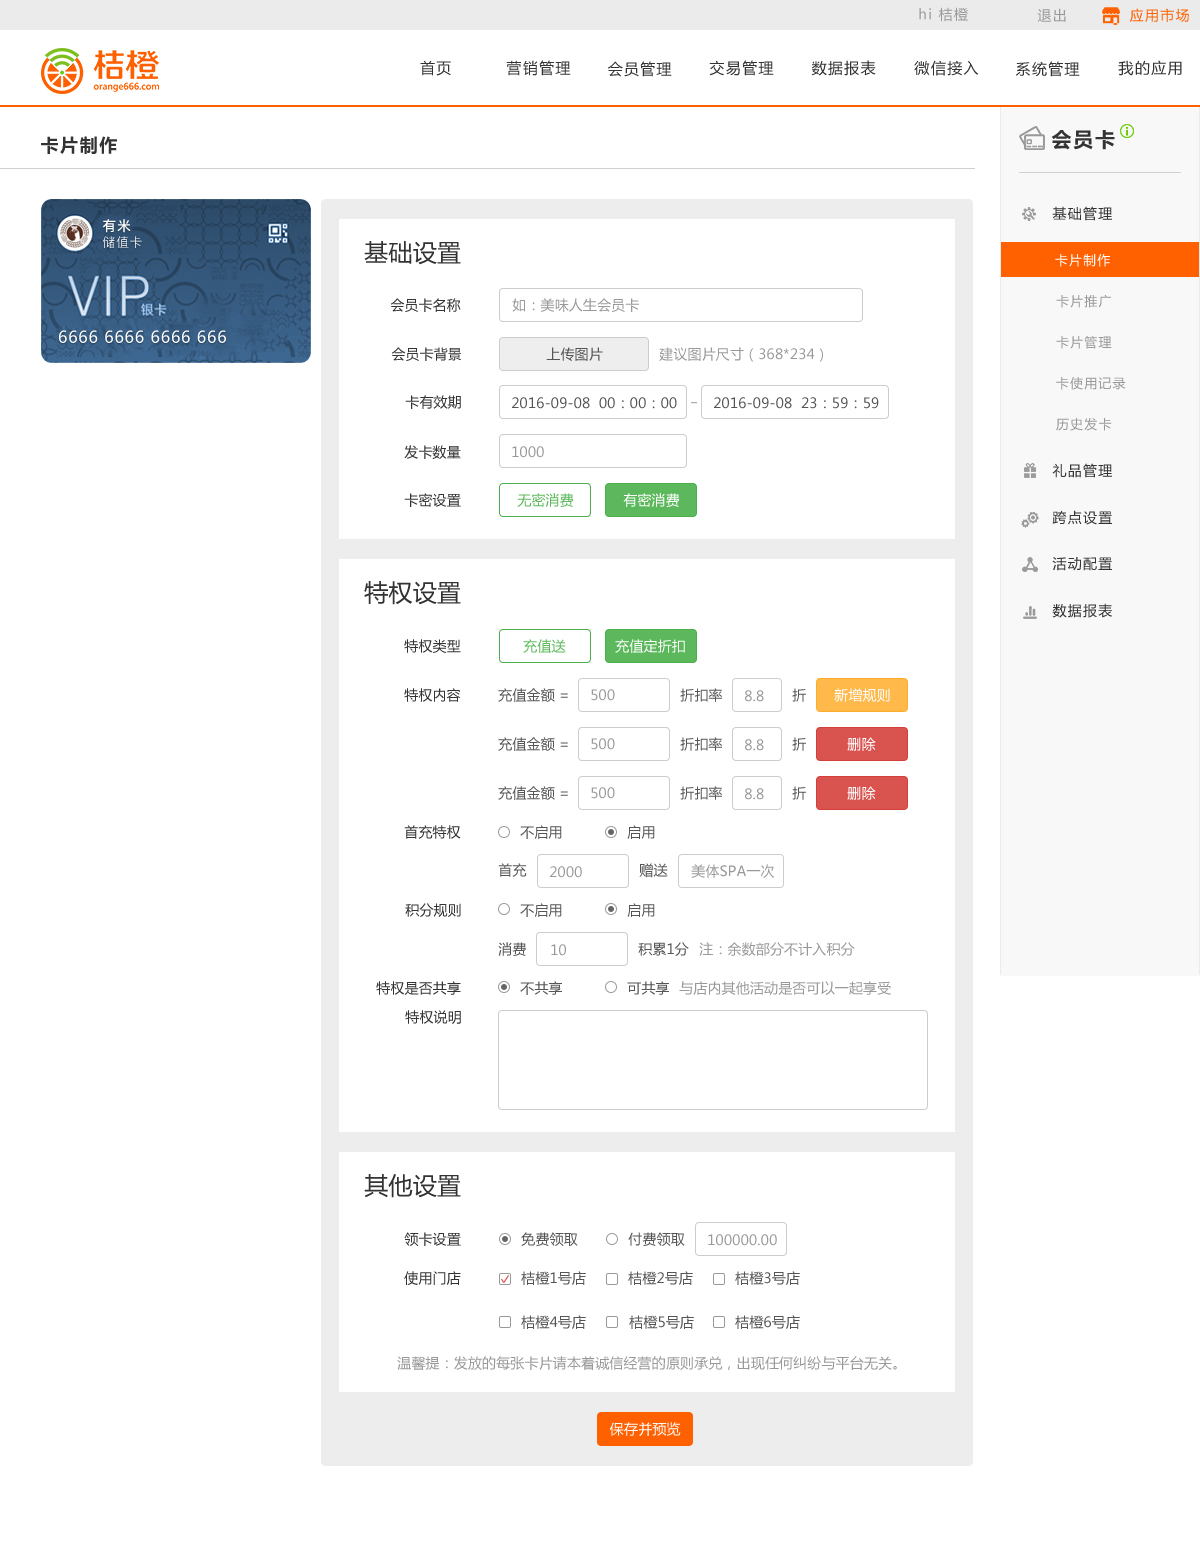 hi 桔橙 退出 应用市场
桔橙
orange666.com
首页 营销管理 会员管理 交易管理 数据报表 微信接入 系统管理 我的应用
卡片制作
有米
储值卡
VIP银卡
6666 6666 6666 666
基础设置
会员卡名称 如：美味人生会员卡
会员卡背景 上传图片 建议图片尺寸（368*234）
卡有效期 2016-09-08 00：00：00 – 2016-09-08 23：59：59
发卡数量 1000
卡密设置 无密消费 有密消费
特权设置
特权类型 充值送 充值定折扣
特权内容 充值金额 = 500 折扣率 8.8 折 新增规则
充值金额 = 500 折扣率 8.8 折 删除
充值金额 = 500 折扣率 8.8 折 删除
首充特权 不启用 启用
首充 2000 赠送 美体SPA一次
积分规则 不启用 启用
消费 10 积累1分 注：余数部分不计入积分
特权是否共享 不共享 可共享 与店内其他活动是否可以一起享受
特权说明
其他设置
领卡设置 免费领取 付费领取 100000.00
使用门店 桔橙1号店 桔橙2号店 桔橙3号店
桔橙4号店 桔橙5号店 桔橙6号店
温馨提：发放的每张卡片请本着诚信经营的原则承兑，出现任何纠纷与平台无关。
保存并预览
会员卡
基础管理
卡片制作
卡片推广
卡片管理
卡使用记录
历史发卡
礼品管理
跨点设置
活动配置
数据报表